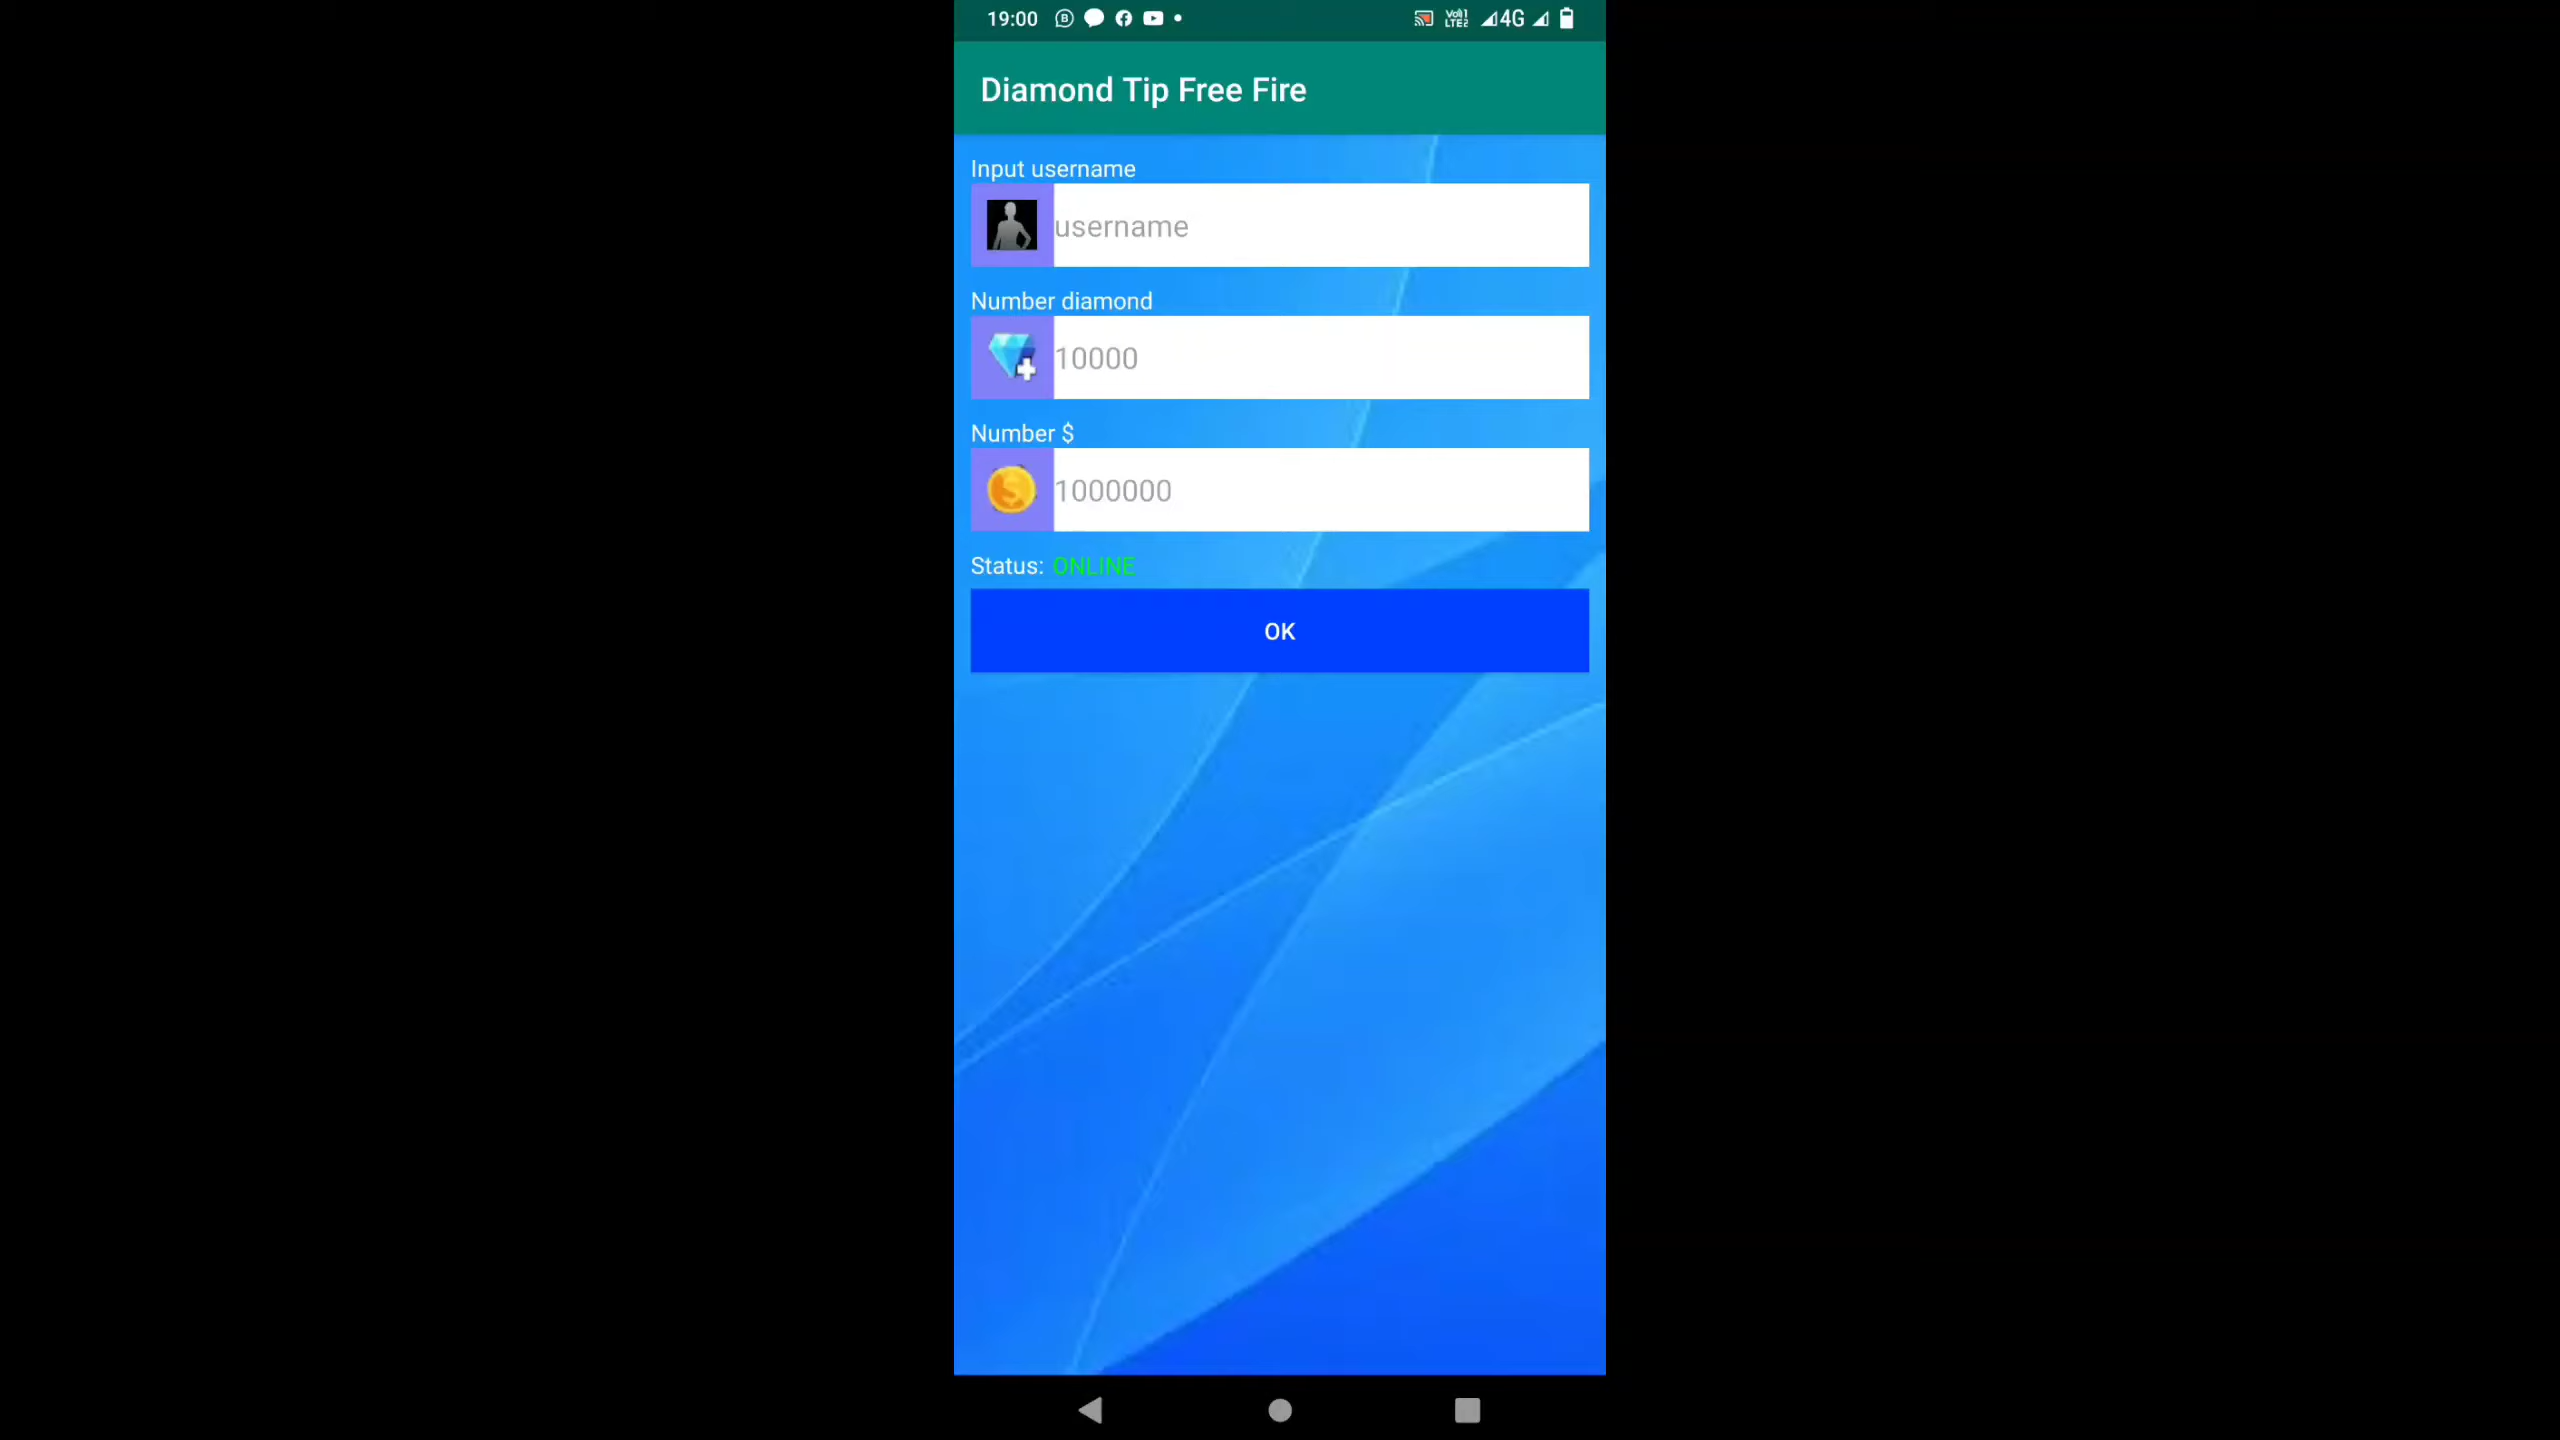 19:00
4G
Diamond Tip Free Fire
Input username
username
Number diamond
10000
Number $
1000000
Status: ONLINE
OK